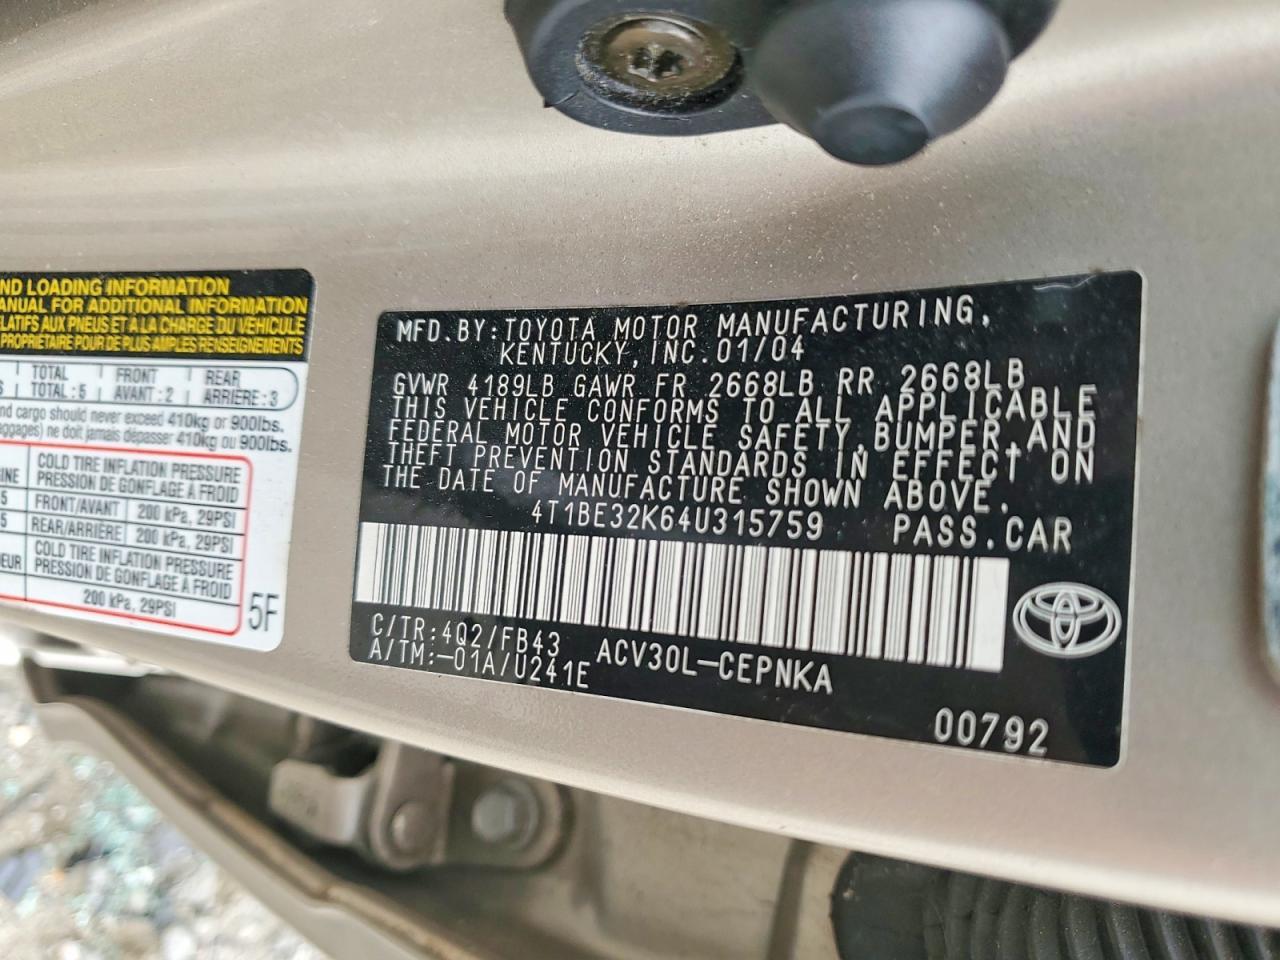 ND LOADING INFORMATION
MANUAL FOR ADDITIONAL INFORMATION
LATIFS AUX PNEUS ET À LA CHARGE DU VÉHICULE
PROPRIÉTAIRE POUR DE PLUS AMPLES RENSEIGNEMENTS
TOTAL FRONT REAR
S TOTAL : 5 AVANT : 2 ARRIÈRE : 3
and cargo should never exceed 410kg or 900lbs.
ages) ne doit jamais dépasser 410kg ou 900lbs.
COLD TIRE INFLATION PRESSURE
INE PRESSION DE GONFLAGE À FROID
5 FRONT/AVANT 200 kPa, 29PSI
5 REAR/ARRIÈRE 200 kPa, 29PSI
COLD TIRE INFLATION PRESSURE
EUR PRESSION DE GONFLAGE À FROID
200 kPa, 29PSI
5F
MFD. BY: TOYOTA MOTOR MANUFACTURING,
KENTUCKY, INC. 01/04
GVWR 4189LB GAWR FR 2668LB RR 2668LB
THIS VEHICLE CONFORMS TO ALL APPLICABLE
FEDERAL MOTOR VEHICLE SAFETY, BUMPER, AND
THEFT PREVENTION STANDARDS IN EFFECT ON
THE DATE OF MANUFACTURE SHOWN ABOVE.
4T1BE32K64U315759 PASS. CAR
C/TR: 4Q2/FB43
A/TM: -01A/U241E
ACV30L-CEPNKA
00792